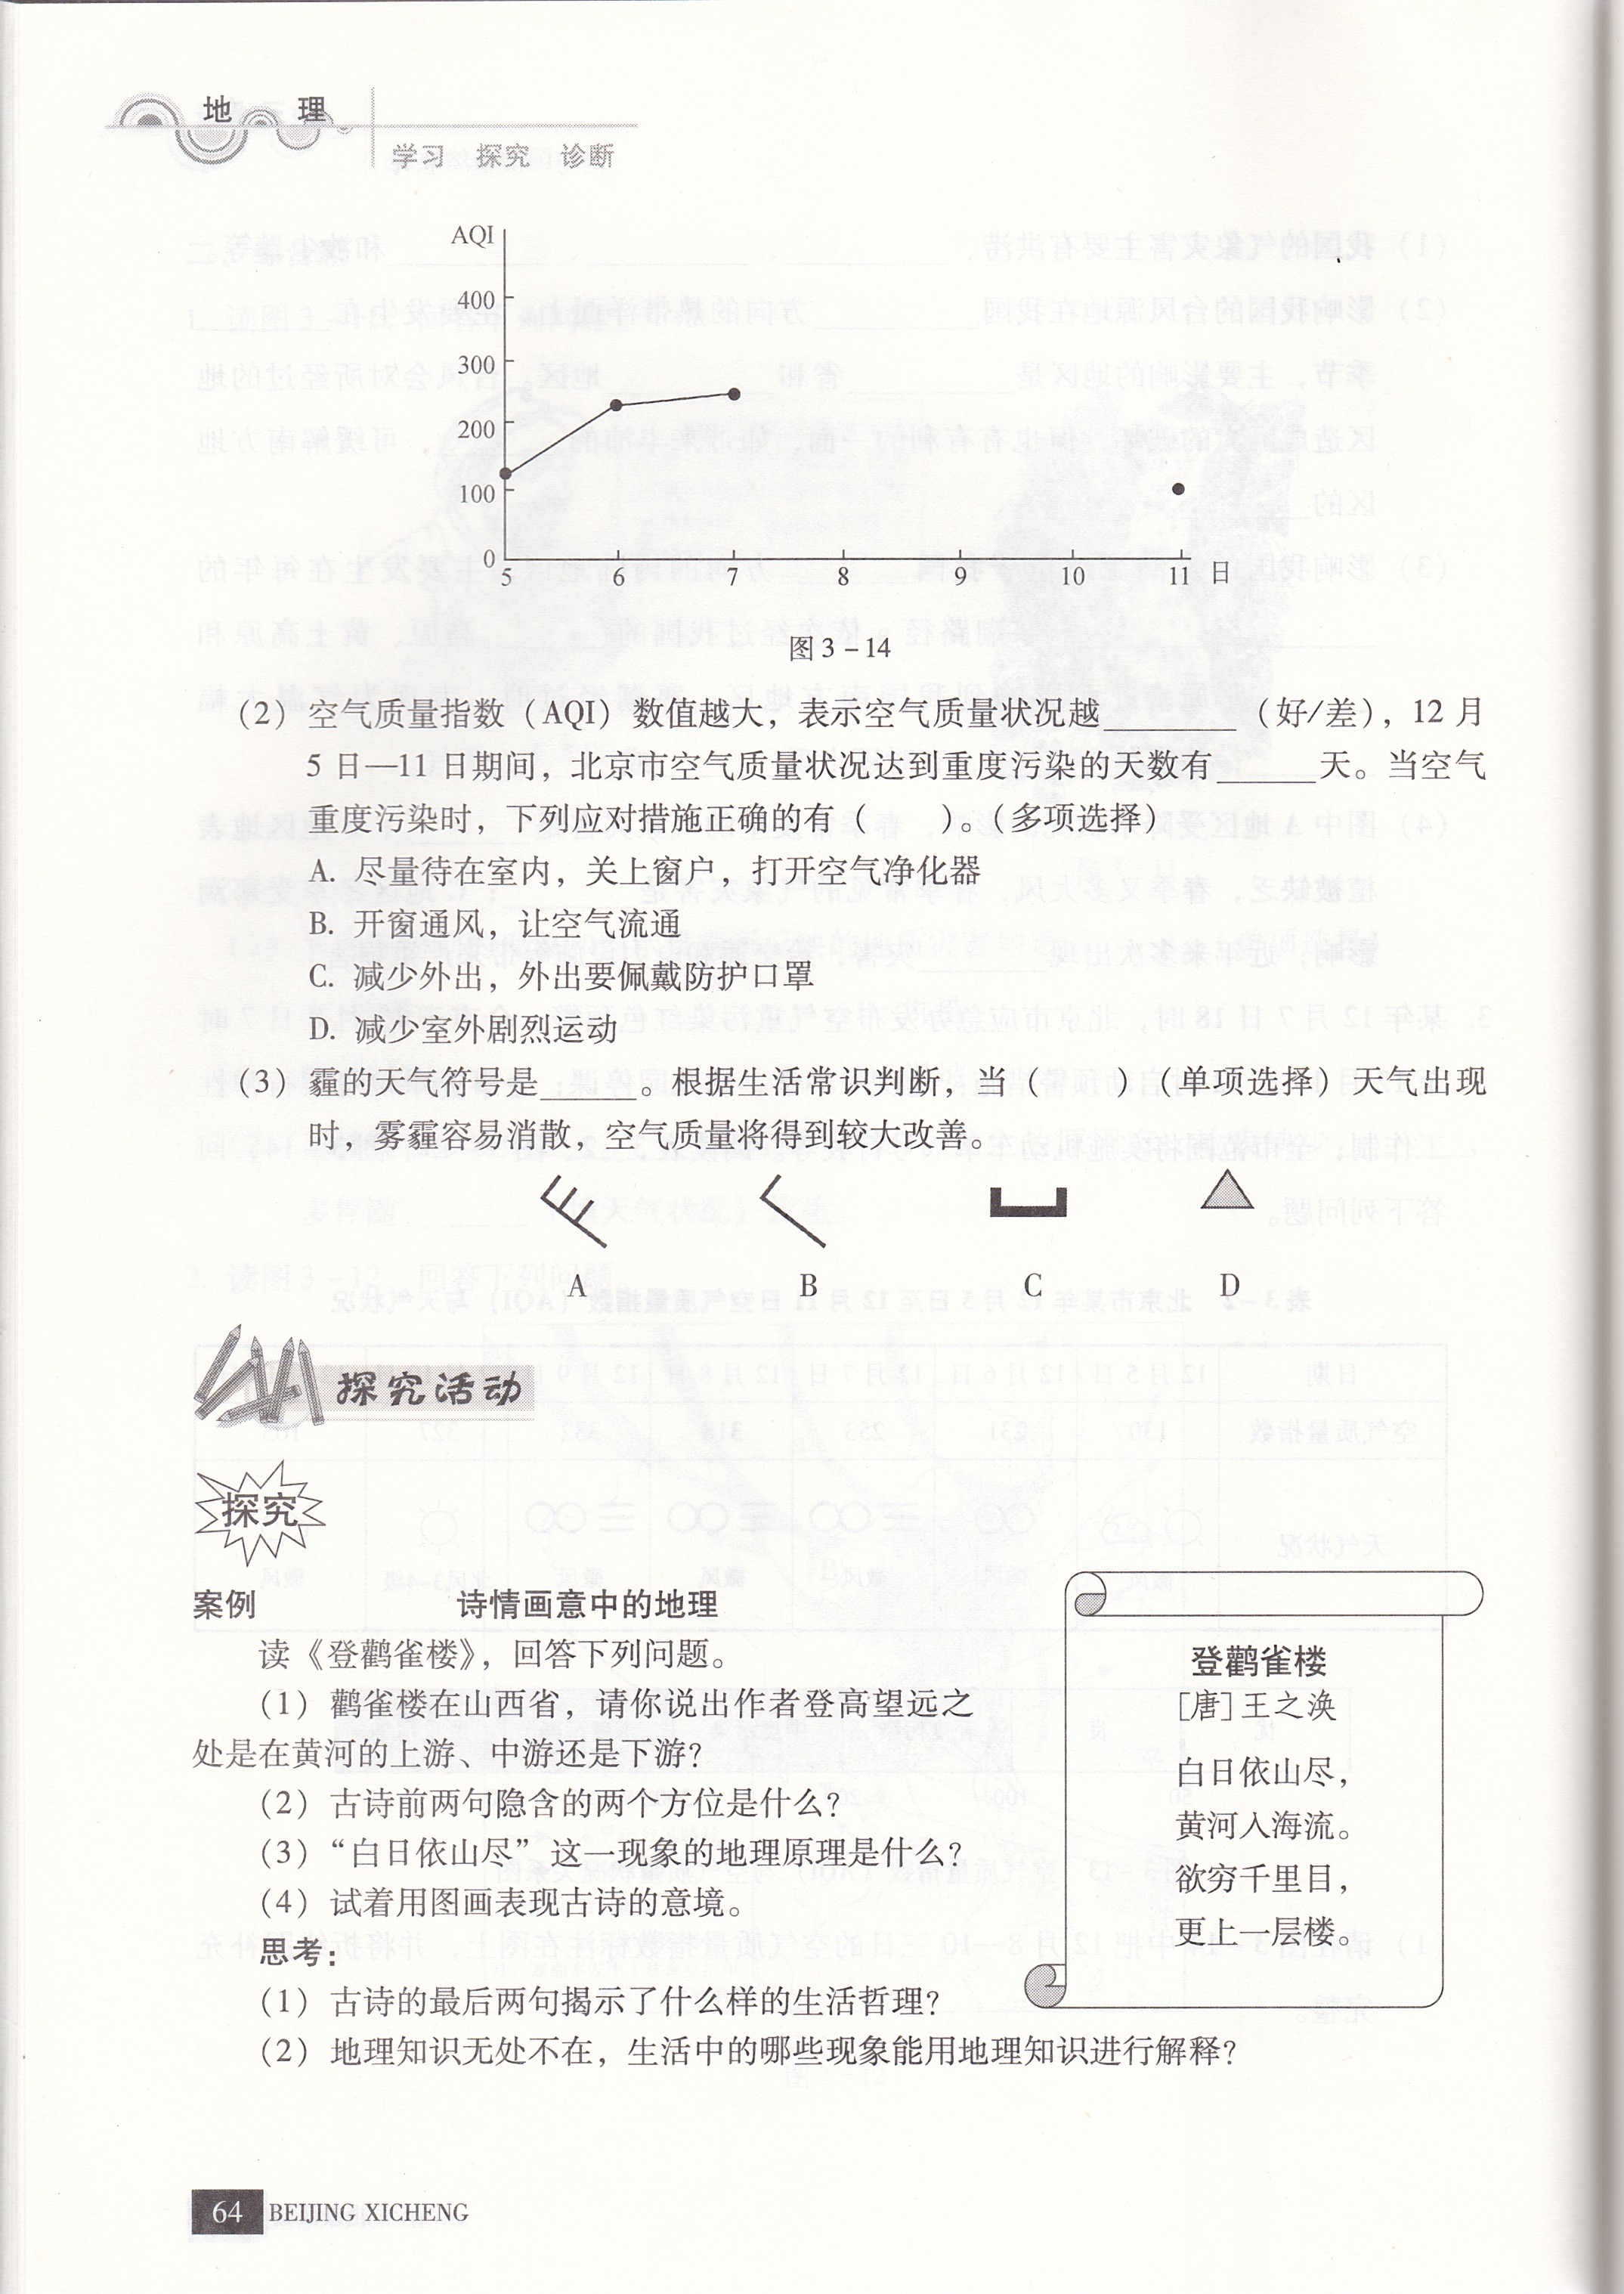 地 理
学习 探究 诊断
AQI
400
300
200
100
0
5 6 7 8 9 10 11 日
图 3－14
（2）空气质量指数（AQI）数值越大，表示空气质量状况越________（好/差），12 月
5 日—11 日期间，北京市空气质量状况达到重度污染的天数有______天。当空气
重度污染时，下列应对措施正确的有（　　）。（多项选择）
A. 尽量待在室内，关上窗户，打开空气净化器
B. 开窗通风，让空气流通
C. 减少外出，外出要佩戴防护口罩
D. 减少室外剧烈运动
（3）霾的天气符号是______。根据生活常识判断，当（　　）（单项选择）天气出现
时，雾霾容易消散，空气质量将得到较大改善。
A B C D
探究活动
探究
案例 诗情画意中的地理
读《登鹳雀楼》，回答下列问题。
（1）鹳雀楼在山西省，请你说出作者登高望远之
处是在黄河的上游、中游还是下游？
（2）古诗前两句隐含的两个方位是什么？
（3）“白日依山尽”这一现象的地理原理是什么？
（4）试着用图画表现古诗的意境。
思考：
（1）古诗的最后两句揭示了什么样的生活哲理？
（2）地理知识无处不在，生活中的哪些现象能用地理知识进行解释？
登鹳雀楼
［唐］王之涣
白日依山尽，
黄河入海流。
欲穷千里目，
更上一层楼。
64 BEIJING XICHENG